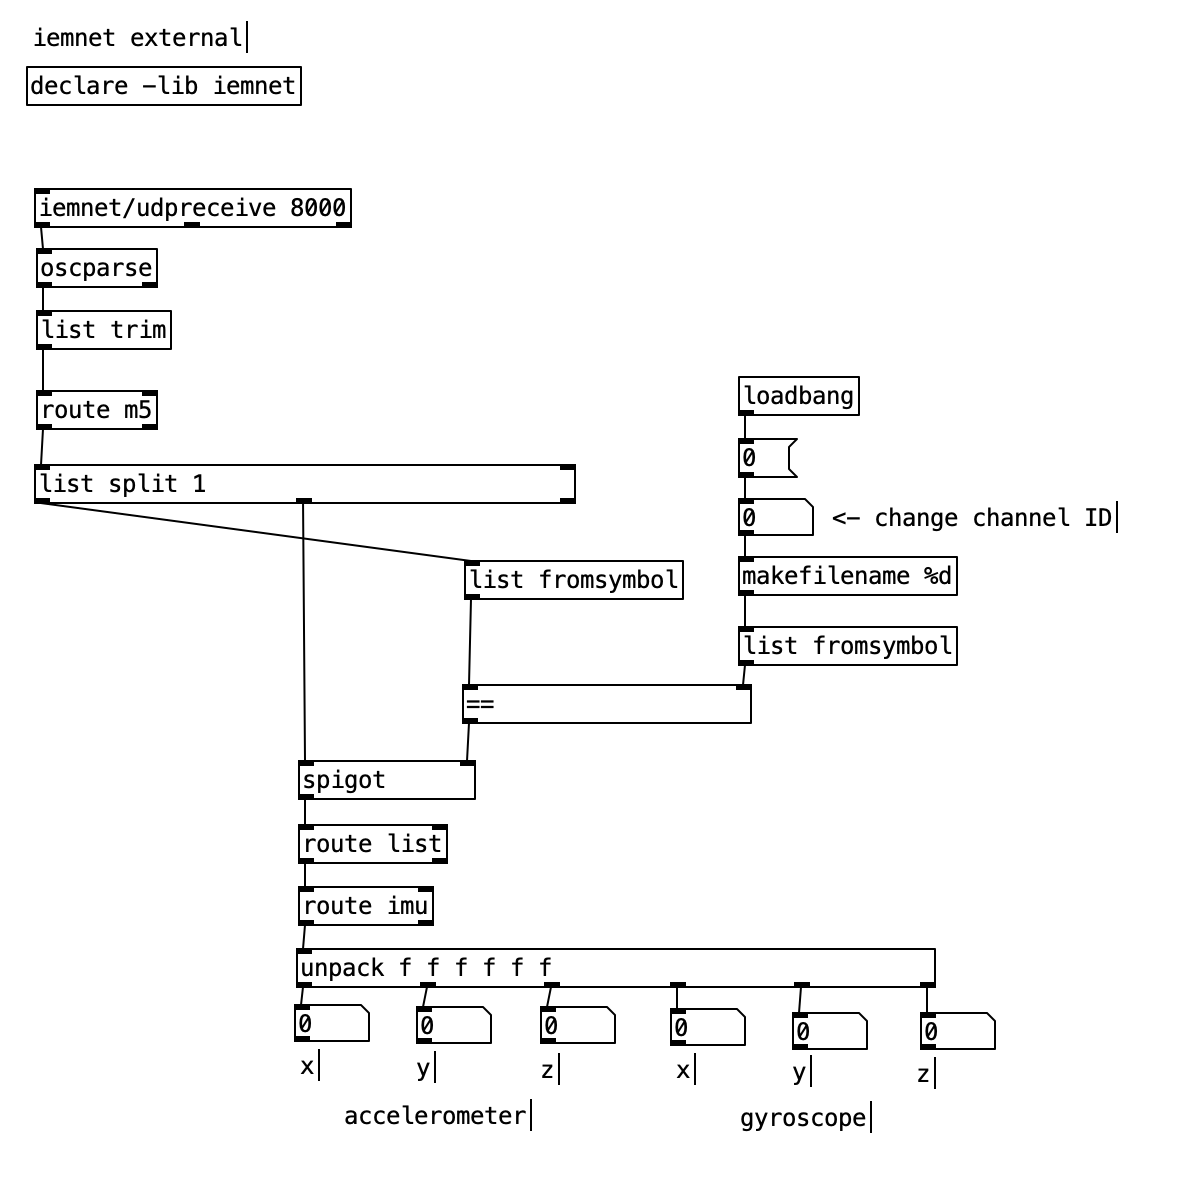 iemnet external
declare -lib iemnet
iemnet/udpreceive 8000
oscparse
list trim
route m5
list split 1
loadbang
0
0 <- change channel ID
makefilename %d
list fromsymbol
list fromsymbol
==
spigot
route list
route imu
unpack f f f f f f
0 0 0 0 0 0
x y z x y z
accelerometer gyroscope